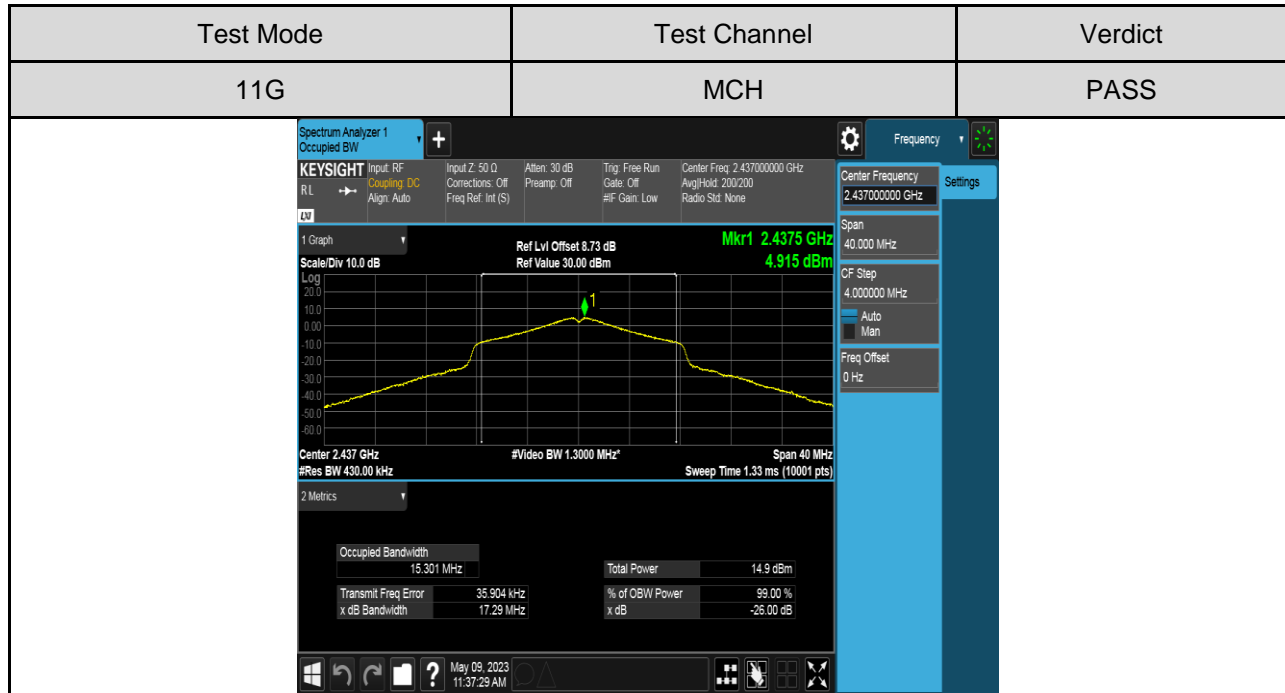 Test Mode Test Channel Verdict
11G MCH PASS
Spectrum Analyzer 1
Occupied BW
+
Frequency
KEYSIGHT
RL
LXI
Input: RF
Coupling: DC
Align: Auto
Input Z: 50 Ω
Corrections: Off
Freq Ref: Int (S)
Atten: 30 dB
Preamp: Off
Trig: Free Run
Gate: Off
#IF Gain: Low
Center Freq: 2.437000000 GHz
Avg|Hold: 200/200
Radio Std: None
Center Frequency
2.437000000 GHz
Settings
Span
40.000 MHz
CF Step
4.000000 MHz
Auto
Man
Freq Offset
0 Hz
1 Graph
Ref Lvl Offset 8.73 dB
Mkr1 2.4375 GHz
Scale/Div 10.0 dB
Ref Value 30.00 dBm
4.915 dBm
Log
20.0
10.0
0.00
-10.0
-20.0
-30.0
-40.0
-50.0
-60.0
1
Center 2.437 GHz #Video BW 1.3000 MHz* Span 40 MHz
#Res BW 430.00 kHz Sweep Time 1.33 ms (10001 pts)
2 Metrics
Occupied Bandwidth
15.301 MHz Total Power 14.9 dBm
Transmit Freq Error 35.904 kHz % of OBW Power 99.00 %
x dB Bandwidth 17.29 MHz x dB -26.00 dB
?
May 09, 2023
11:37:29 AM